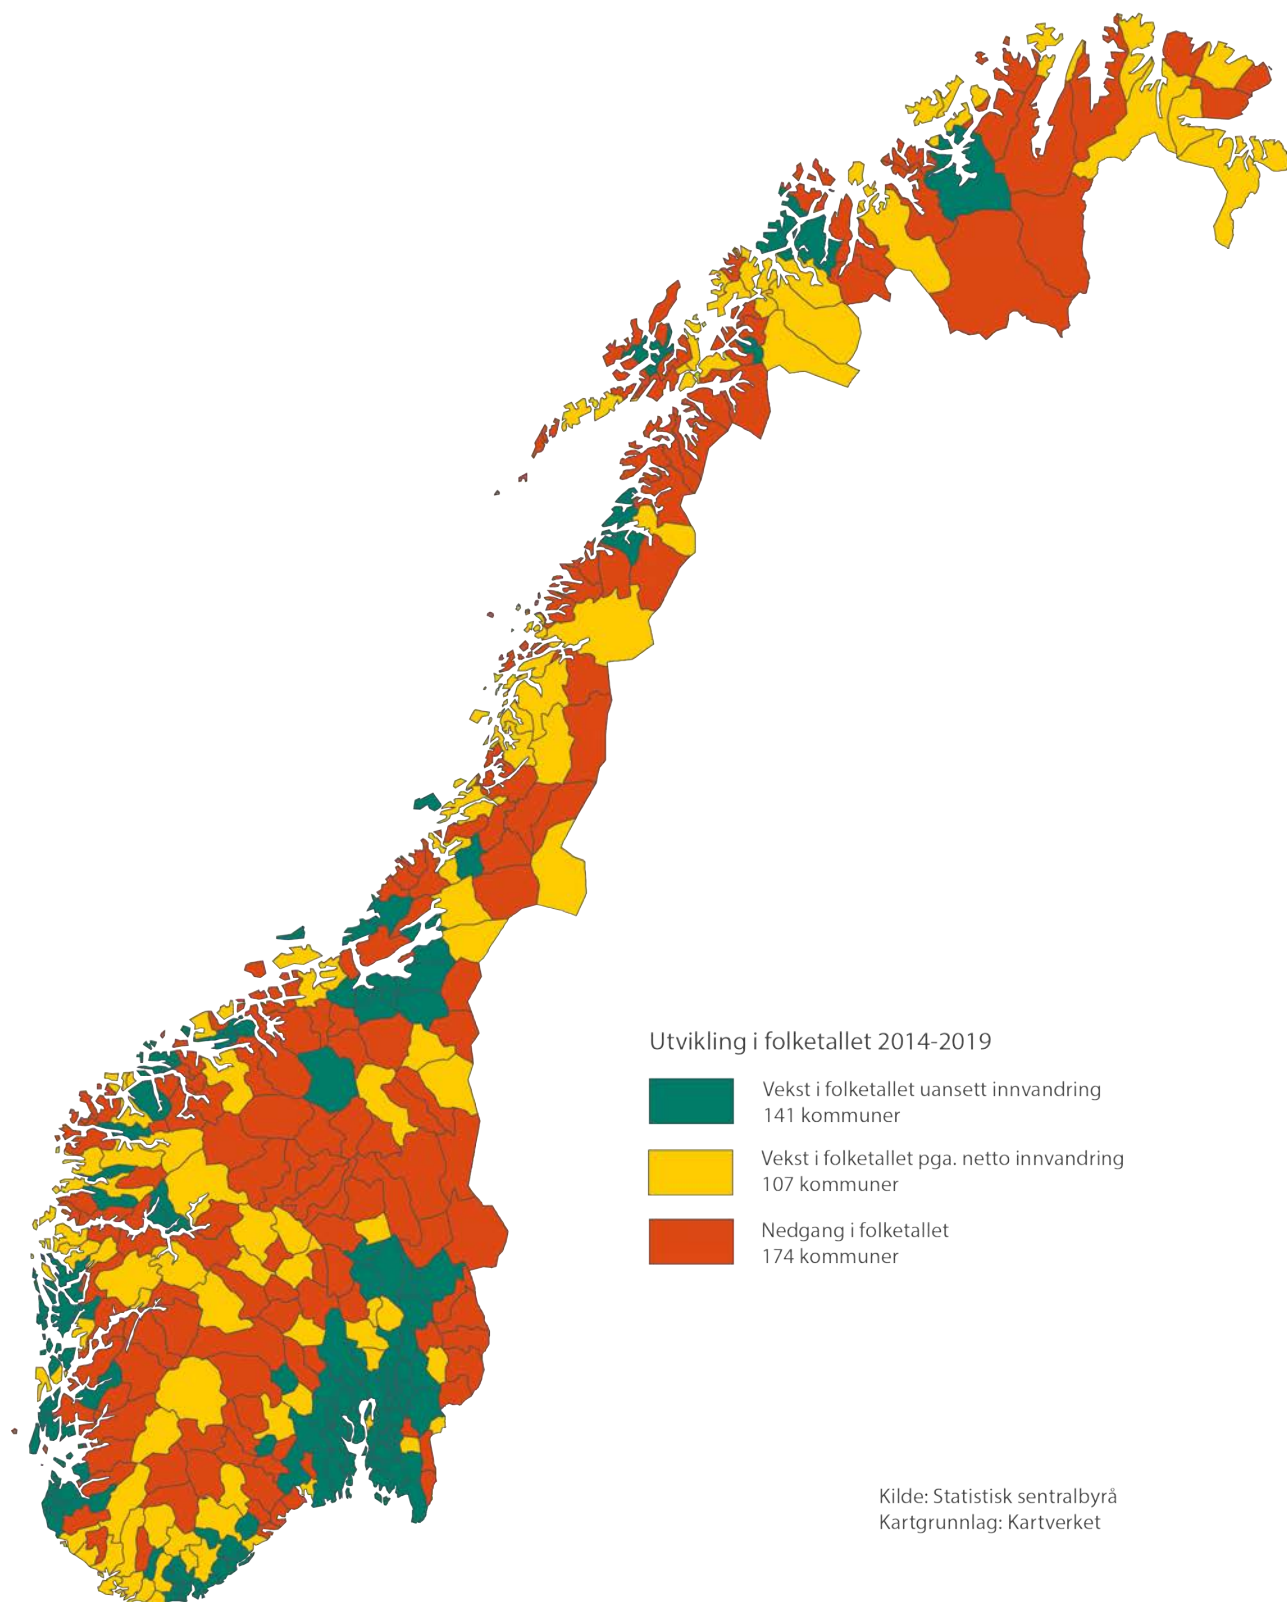 Utvikling i folketallet 2014-2019
Vekst i folketallet uansett innvandring
141 kommuner
Vekst i folketallet pga. netto innvandring
107 kommuner
Nedgang i folketallet
174 kommuner
Kilde: Statistisk sentralbyrå
Kartgrunnlag: Kartverket